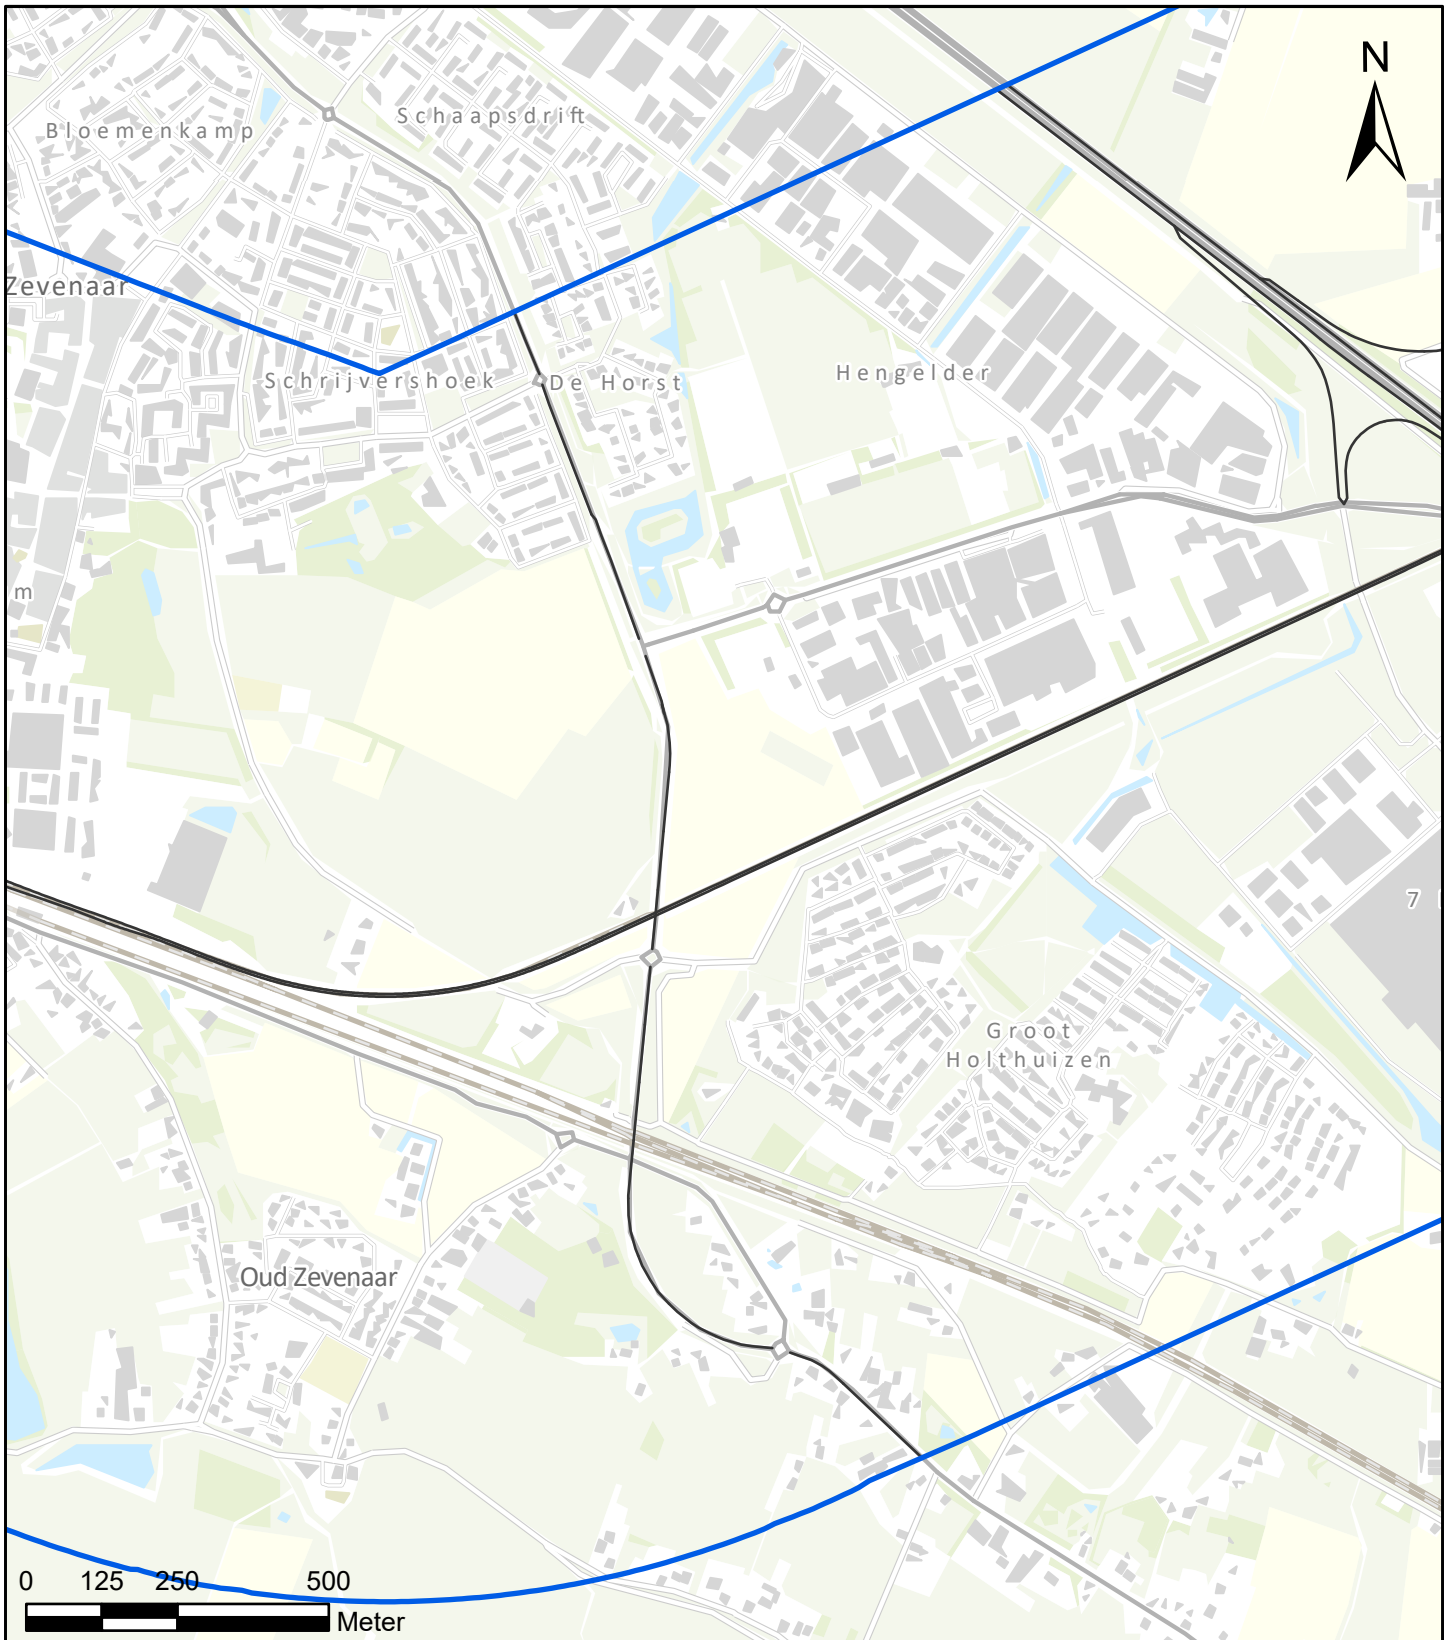 N
Schaapsdrift
Bloemenkamp
Zevenaar
Schrijvershoek
De Horst
Hengelder
m
7
Groot
Holthuizen
Oud Zevenaar
0 125 250 500
Meter